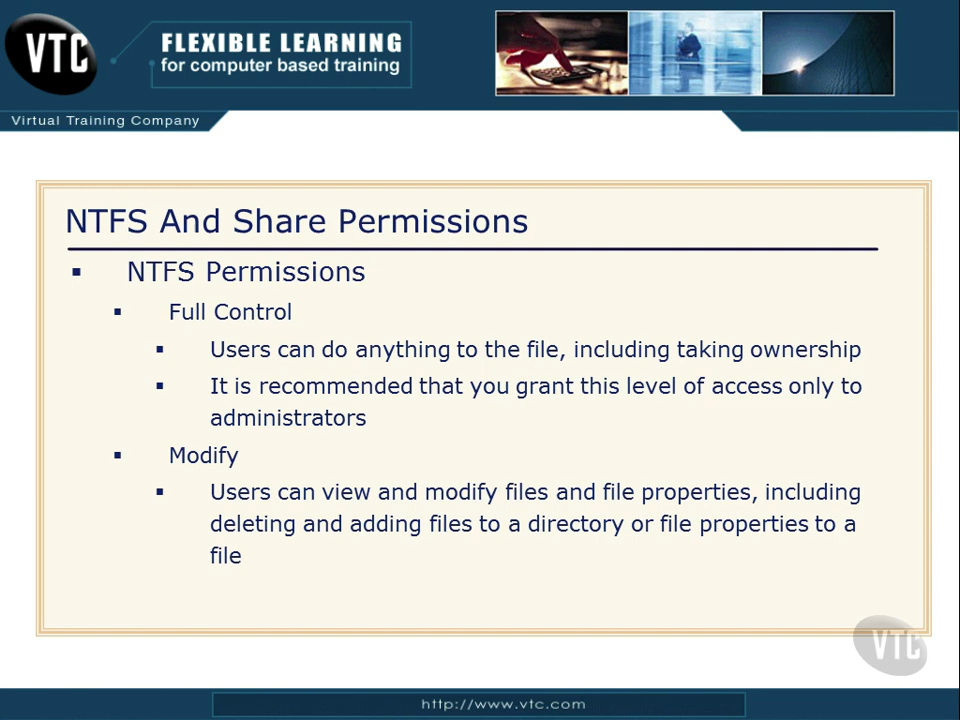 VTC
FLEXIBLE LEARNING
for computer based training
Virtual Training Company
NTFS And Share Permissions
▪ NTFS Permissions
▪ Full Control
▪ Users can do anything to the file, including taking ownership
▪ It is recommended that you grant this level of access only to
administrators
▪ Modify
▪ Users can view and modify files and file properties, including
deleting and adding files to a directory or file properties to a
file
VTC
http://www.vtc.com